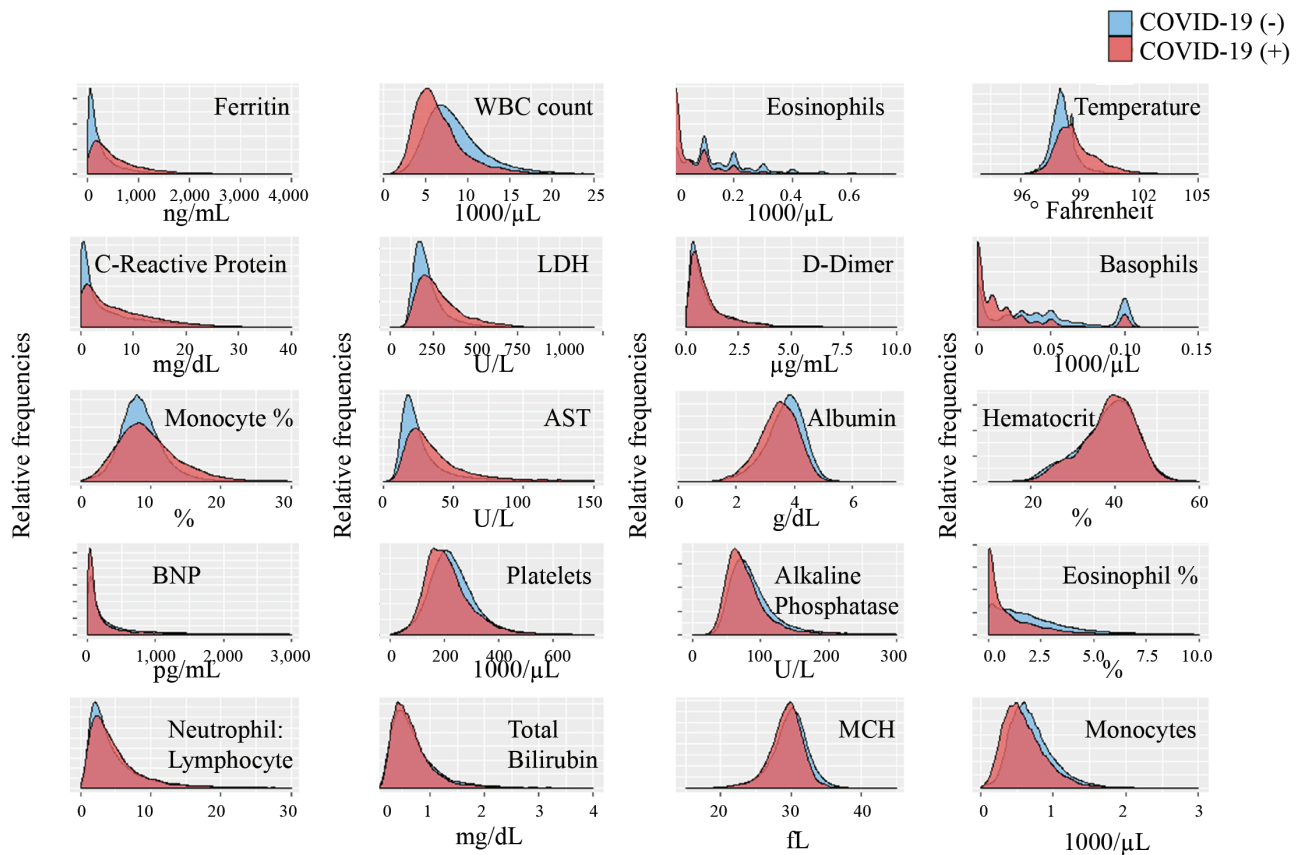 COVID-19 (-)
COVID-19 (+)
Relative frequencies
Relative frequencies
Relative frequencies
Relative frequencies
Ferritin
0 1,000 2,000 3,000 4,000
ng/mL
WBC count
0 5 10 15 20 25
1000/µL
Eosinophils
0 0.2 0.4 0.6
1000/µL
Temperature
96 99 102 105
° Fahrenheit
C-Reactive Protein
0 10 20 30 40
mg/dL
LDH
0 250 500 750 1,000
U/L
D-Dimer
0.0 2.5 5.0 7.5 10.0
µg/mL
Basophils
0 0.05 0.10 0.15
1000/µL
Monocyte %
0 10 20 30
%
AST
0 50 100 150
U/L
Albumin
0 2 4 6
g/dL
Hematocrit
20 40 60
%
BNP
0 1,000 2,000 3,000
pg/mL
Platelets
0 200 400 600
1000/µL
Alkaline
Phosphatase
0 100 200 300
U/L
Eosinophil %
0.0 2.5 5.0 7.5 10.0
%
Neutrophil:
Lymphocyte
0 10 20 30
Total
Bilirubin
0 1 2 3 4
mg/dL
MCH
20 30 40
fL
Monocytes
0 1 2 3
1000/µL